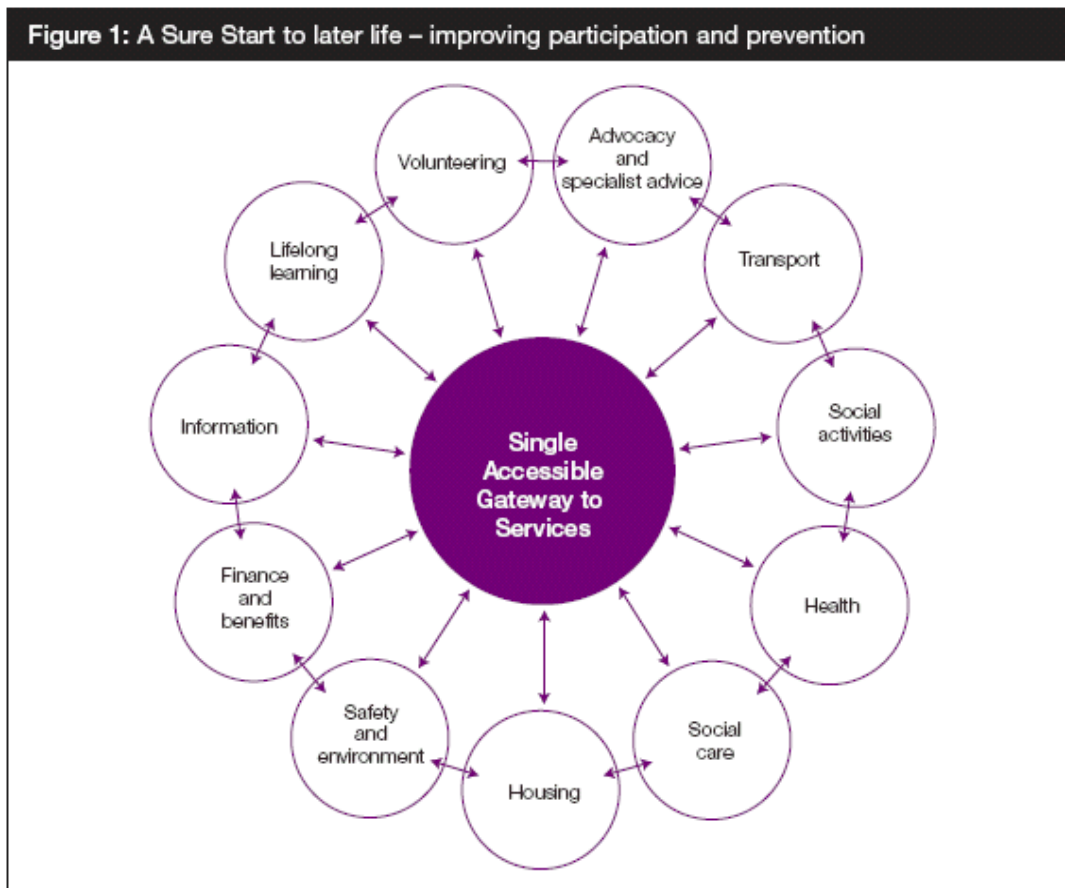 Figure 1: A Sure Start to later life – improving participation and prevention
Volunteering
Advocacy
and
specialist advice
Lifelong
learning
Transport
Information
Single
Accessible
Gateway to
Services
Social
activities
Finance
and
benefits
Health
Safety
and
environment
Social
care
Housing